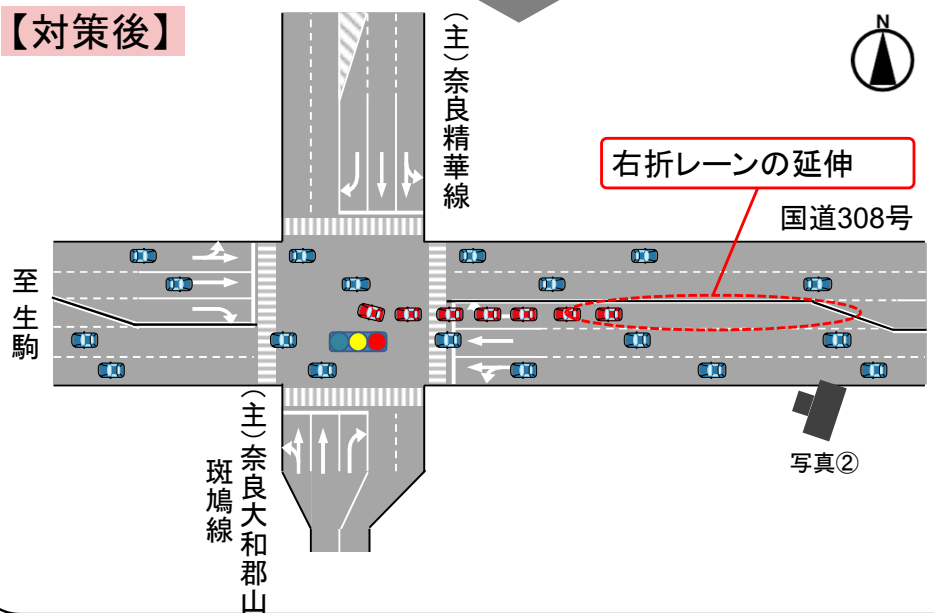 【対策後】
N
(主)奈良精華線
右折レーンの延伸
国道308号
至生駒
写真②
(主)奈良大和郡山
斑鳩線